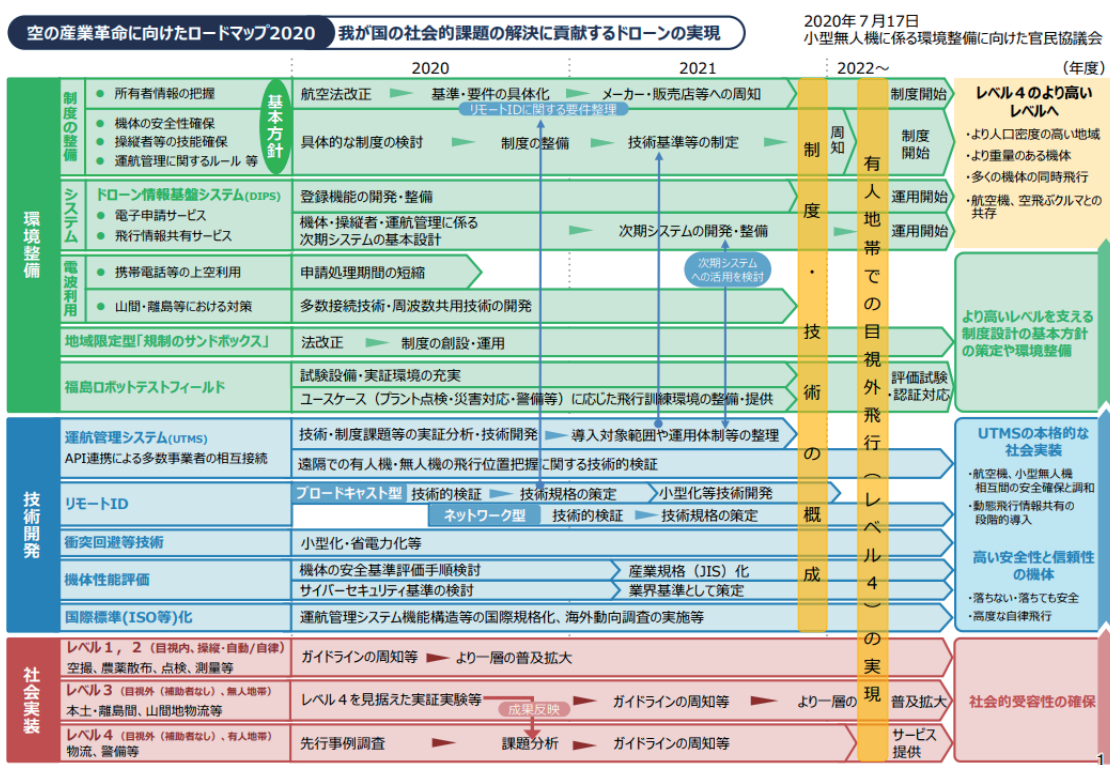 空の産業革命に向けたロードマップ2020
我が国の社会的課題の解決に貢献するドローンの実現
2020年7月17日
小型無人機に係る環境整備に向けた官民協議会
2020
2021
2022～
（年度）
環境整備
制度の整備
● 所有者情報の把握
● 機体の安全性確保
● 操縦者等の技能確保
● 運航管理に関するルール 等
基本方針
航空法改正
基準・要件の具体化
メーカー・販売店等への周知
制度開始
リモートIDに関する要件整理
具体的な制度の検討
制度の整備
技術基準等の制定
周知
制度
開始
システム
ドローン情報基盤システム(DIPS)
● 電子申請サービス
● 飛行情報共有サービス
登録機能の開発・整備
運用開始
機体・操縦者・運航管理に係る
次期システムの基本設計
次期システムの開発・整備
運用開始
次期システム
への活用を検討
電波利用
● 携帯電話等の上空利用
申請処理期間の短縮
● 山間・離島等における対策
多数接続技術・周波数共用技術の開発
地域限定型「規制のサンドボックス」
法改正
制度の創設・運用
福島ロボットテストフィールド
試験設備・実証環境の充実
ユースケース（プラント点検・災害対応・警備等）に応じた飛行訓練環境の整備・提供
評価試験
・認証対応
制度・技術の概成
有人地帯での目視外飛行（レベル4）の実現
レベル４のより高い
レベルへ
・より人口密度の高い地域
・より重量のある機体
・多くの機体の同時飛行
・航空機、空飛ぶクルマとの
共存
より高いレベルを支える
制度設計の基本方針
の策定や環境整備
技術開発
運航管理システム(UTMS)
API連携による多数事業者の相互接続
技術・制度課題等の実証分析・技術開発
導入対象範囲や運用体制等の整理
遠隔での有人機・無人機の飛行位置把握に関する技術的検証
リモートID
ブロードキャスト型
技術的検証
技術規格の策定
小型化等技術開発
ネットワーク型
技術的検証
技術規格の策定
衝突回避等技術
小型化・省電力化等
機体性能評価
機体の安全基準評価手順検討
産業規格（JIS）化
サイバーセキュリティ基準の検討
業界基準として策定
国際標準(ISO等)化
運航管理システム機能構造等の国際規格化、海外動向調査の実施等
UTMSの本格的な
社会実装
・航空機、小型無人機
相互間の安全確保と調和
・動態飛行情報共有の
段階的導入
高い安全性と信頼性
の機体
・落ちない・落ちても安全
・高度な自律飛行
社会実装
レベル１，２（目視内、操縦・自動/自律）
空撮、農薬散布、点検、測量等
ガイドラインの周知等
より一層の普及拡大
レベル３（目視外（補助者なし）、無人地帯）
本土・離島間、山間地物流等
レベル４を見据えた実証実験等
成果反映
ガイドラインの周知等
より一層の
普及拡大
レベル４（目視外（補助者なし）、有人地帯）
物流、警備等
先行事例調査
課題分析
ガイドラインの周知等
サービス
提供
社会的受容性の確保
1